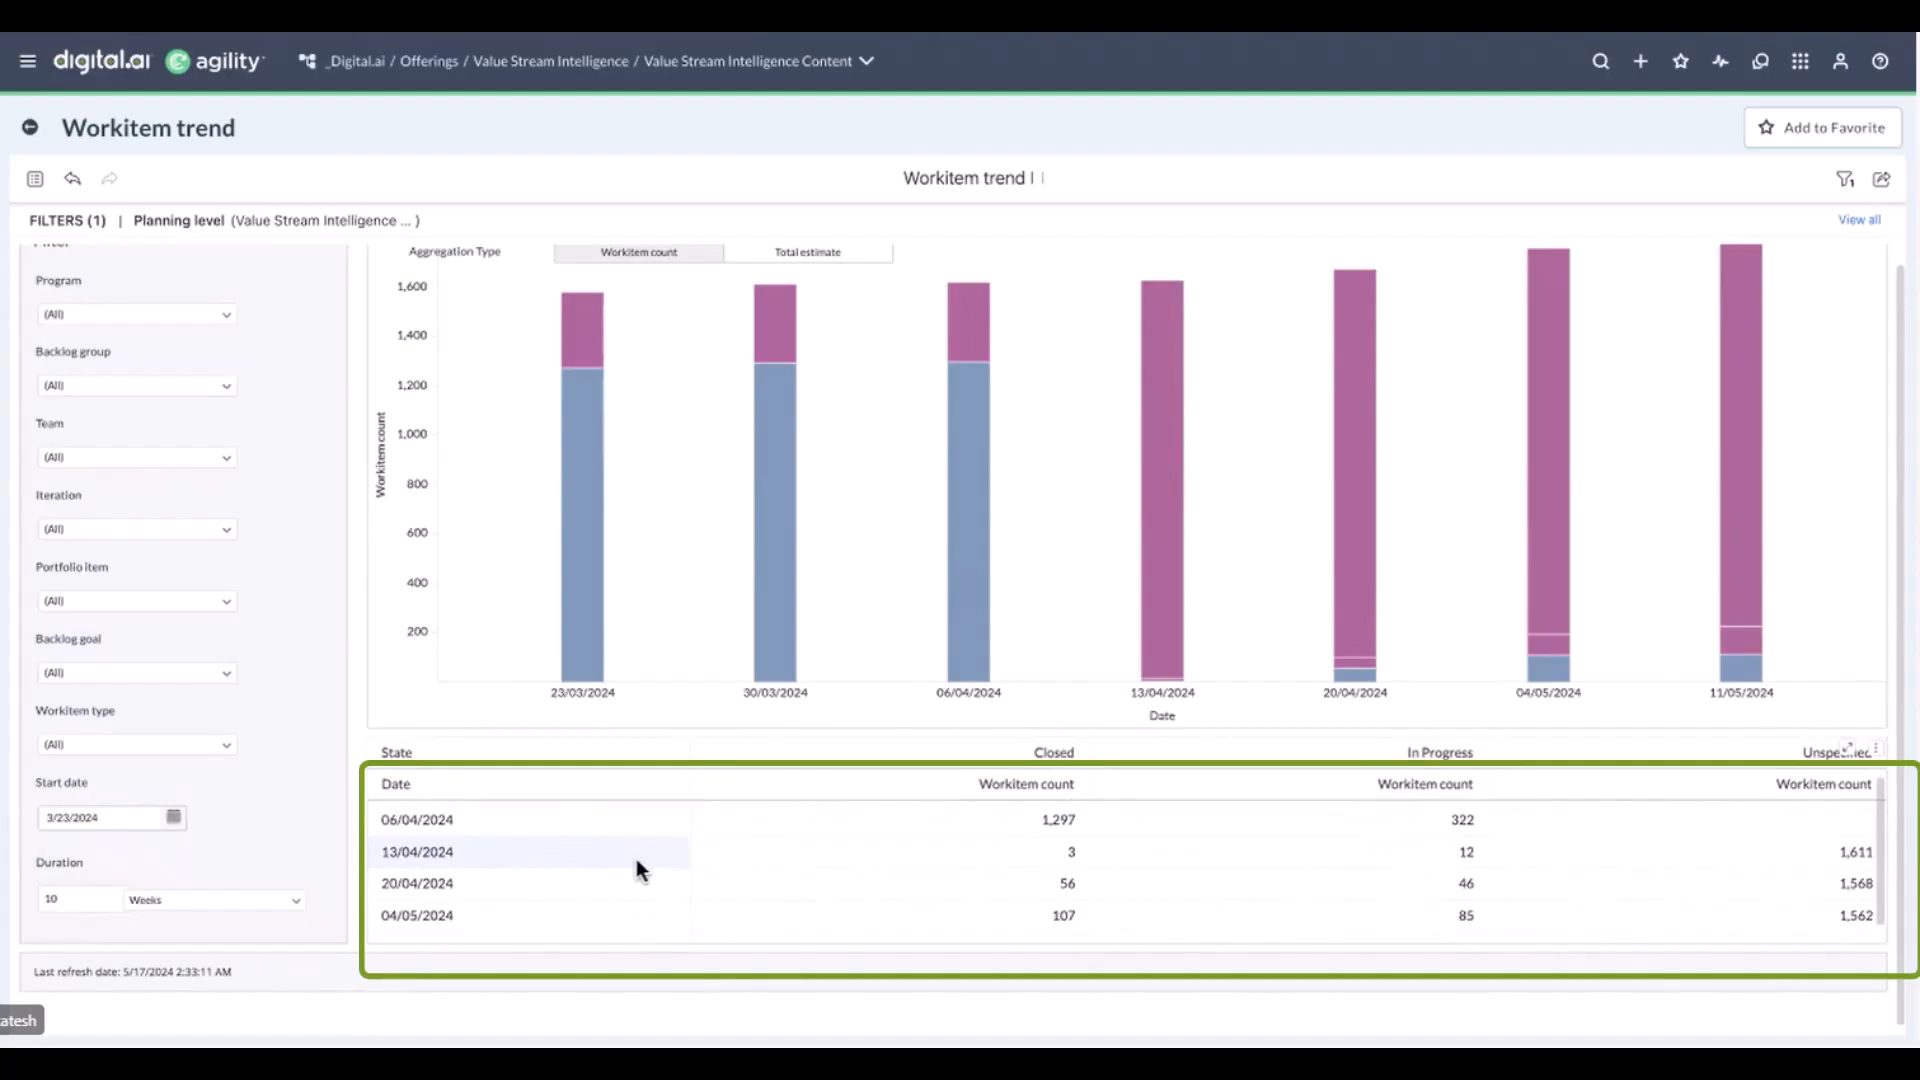 digital.ai agility
_Digital.ai / Offerings / Value Stream Intelligence / Value Stream Intelligence Content
Workitem trend
Add to Favorite
Workitem trend
1
FILTERS (1) | Planning level (Value Stream Intelligence ... )
View all
Program
(All)
Backlog group
(All)
Team
(All)
Iteration
(All)
Portfolio item
(All)
Backlog goal
(All)
Workitem type
(All)
Start date
3/23/2024
Duration
10 Weeks
Aggregation Type Workitem count Total estimate
Workitem count
1,600
1,400
1,200
1,000
800
600
400
200
23/03/2024 30/03/2024 06/04/2024 13/04/2024 20/04/2024 04/05/2024 11/05/2024
Date
State Closed In Progress
Date Workitem count Workitem count Workitem count
06/04/2024 1,297 322
13/04/2024 3 12 1,611
20/04/2024 56 46 1,568
04/05/2024 107 85 1,562
Last refresh date: 5/17/2024 2:33:11 AM
atesh